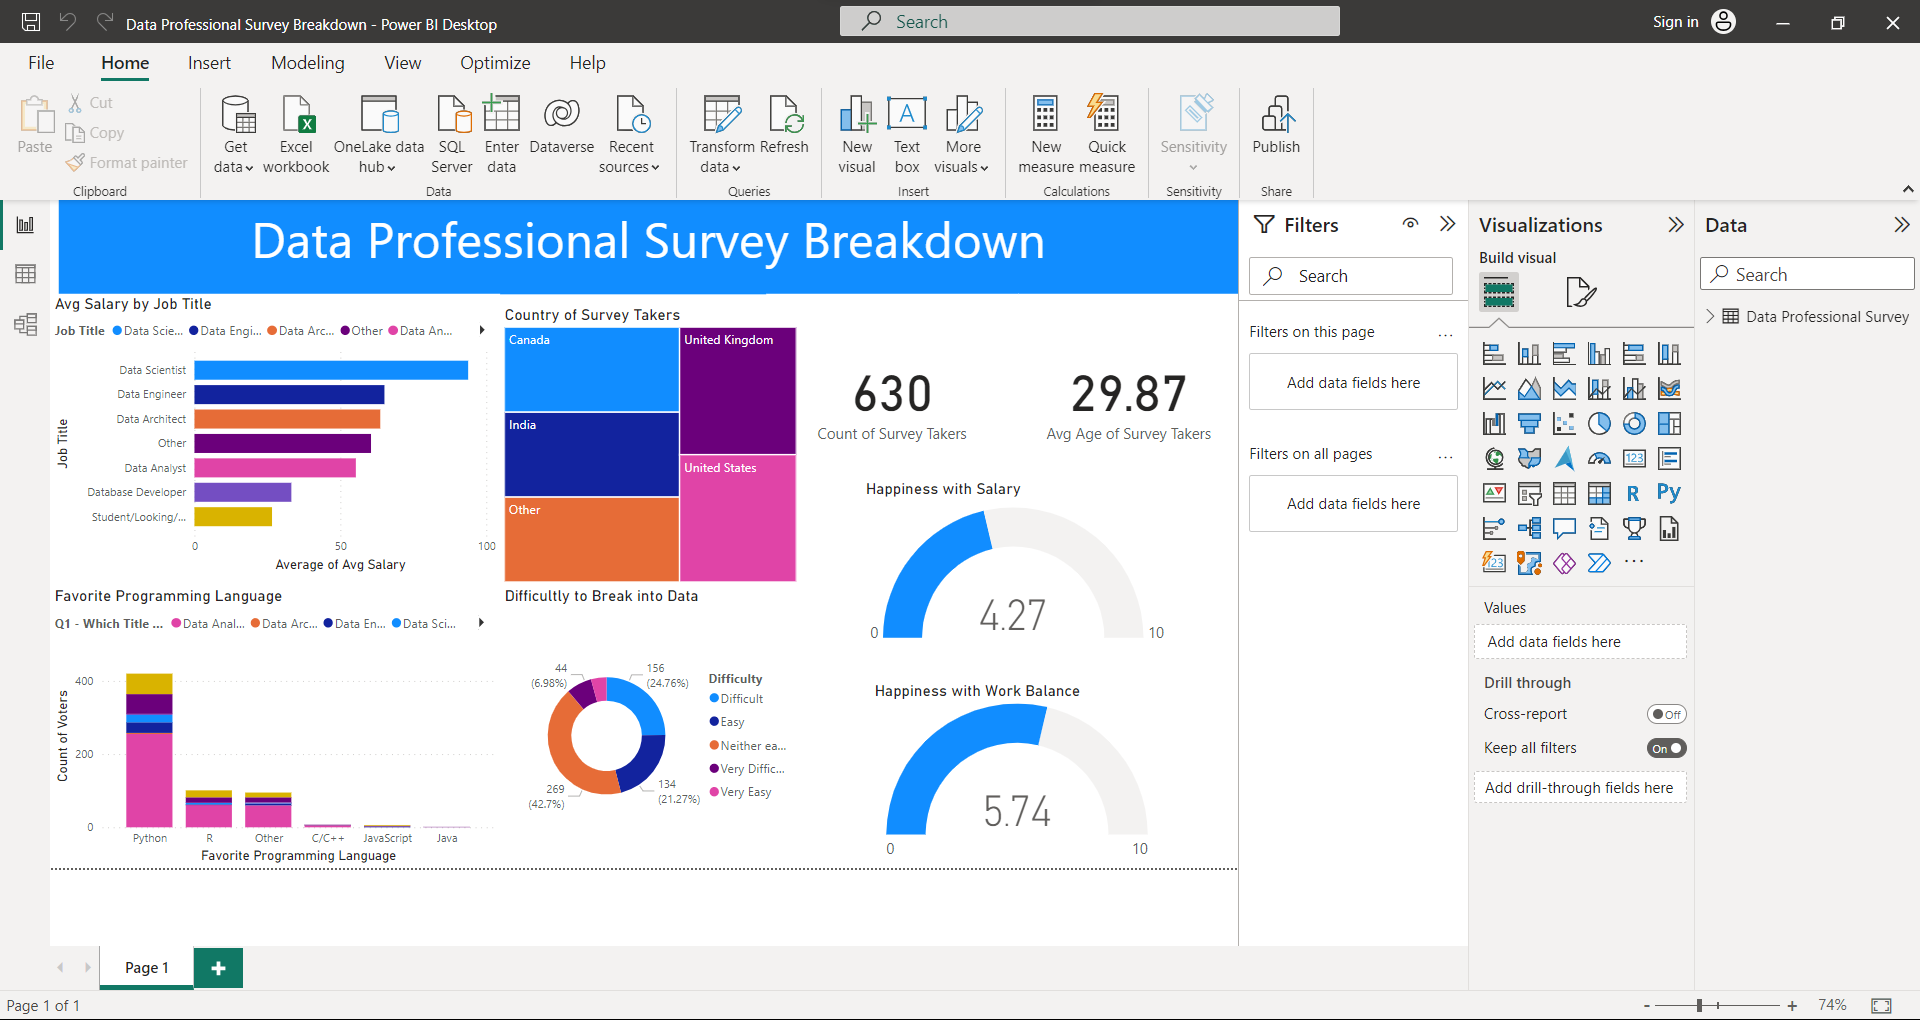 Data Professional Survey Breakdown - Power BI Desktop
Search
Sign in
File
Home
Insert
Modeling
View
Optimize
Help
Paste
Cut
Copy
Format painter
Clipboard
Get data
Excel workbook
OneLake data hub
SQL Server
Enter data
Dataverse
Recent sources
Data
Transform data
Refresh
Queries
New visual
Text box
More visuals
Insert
New measure
Quick measure
Calculations
Sensitivity
Sensitivity
Publish
Share
Data Professional Survey Breakdown
Avg Salary by Job Title
Job Title Data Scie... Data Engi... Data Arc... Other Data An...
Job Title
Data Scientist
Data Engineer
Data Architect
Other
Data Analyst
Database Developer
Student/Looking/...
0 50 100
Average of Avg Salary
Country of Survey Takers
Canada
India
Other
United Kingdom
United States
630
Count of Survey Takers
29.87
Avg Age of Survey Takers
Happiness with Salary
4.27
0 10
Favorite Programming Language
Q1 - Which Title ... Data Anal... Data Arc... Data En... Data Sci...
Count of Voters
400
200
0
Python R Other C/C++ JavaScript Java
Favorite Programming Language
Difficultly to Break into Data
44
(6.98%)
156
(24.76%)
269
(42.7%)
134
(21.27%)
Difficulty
Difficult
Easy
Neither ea...
Very Diffic...
Very Easy
Happiness with Work Balance
5.74
0 10
Filters
Search
Filters on this page
...
Add data fields here
Filters on all pages
...
Add data fields here
Visualizations
Build visual
123
R
Py
123
...
Values
Add data fields here
Drill through
Cross-report
Off
Keep all filters
On
Add drill-through fields here
Data
Search
Data Professional Survey
Page 1
+
Page 1 of 1
- + 74%